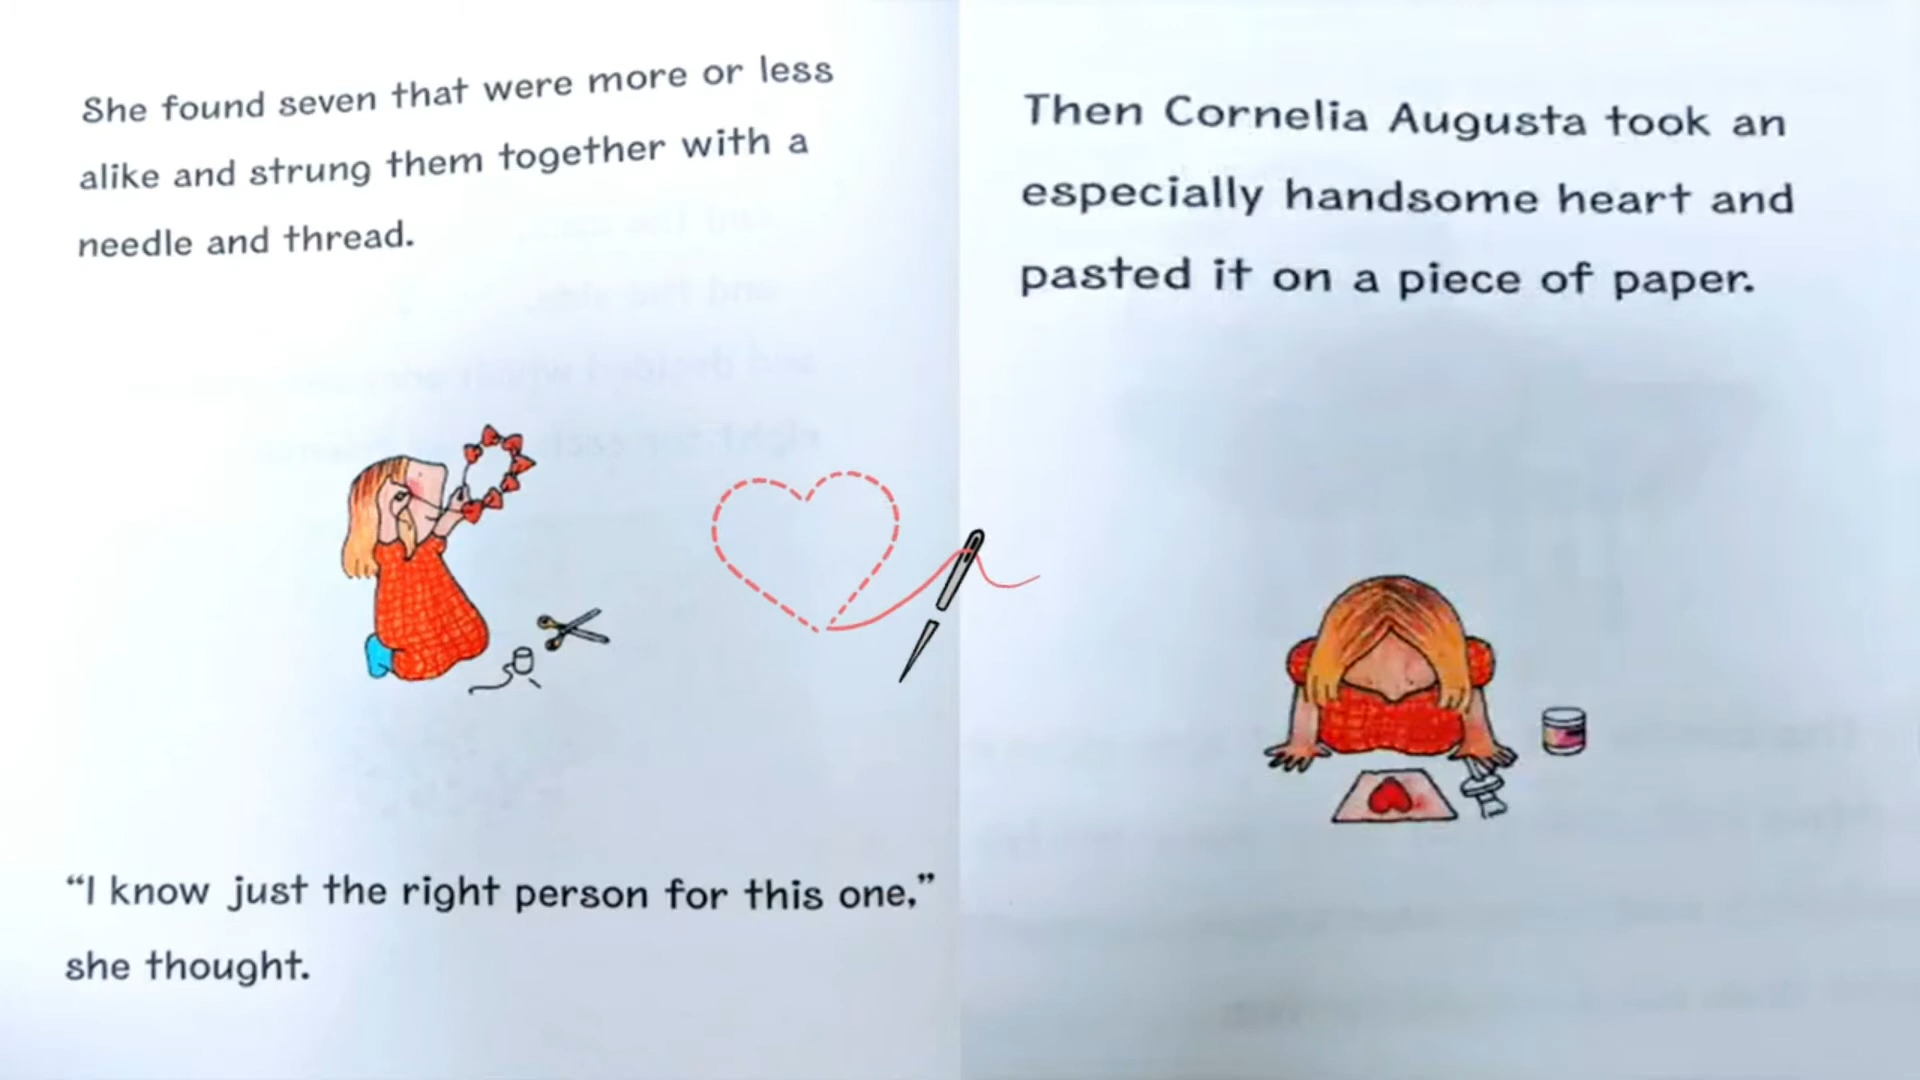 She found seven that were more or less
alike and strung them together with a
needle and thread.
“I know just the right person for this one,”
she thought.
Then Cornelia Augusta took an
especially handsome heart and
pasted it on a piece of paper.